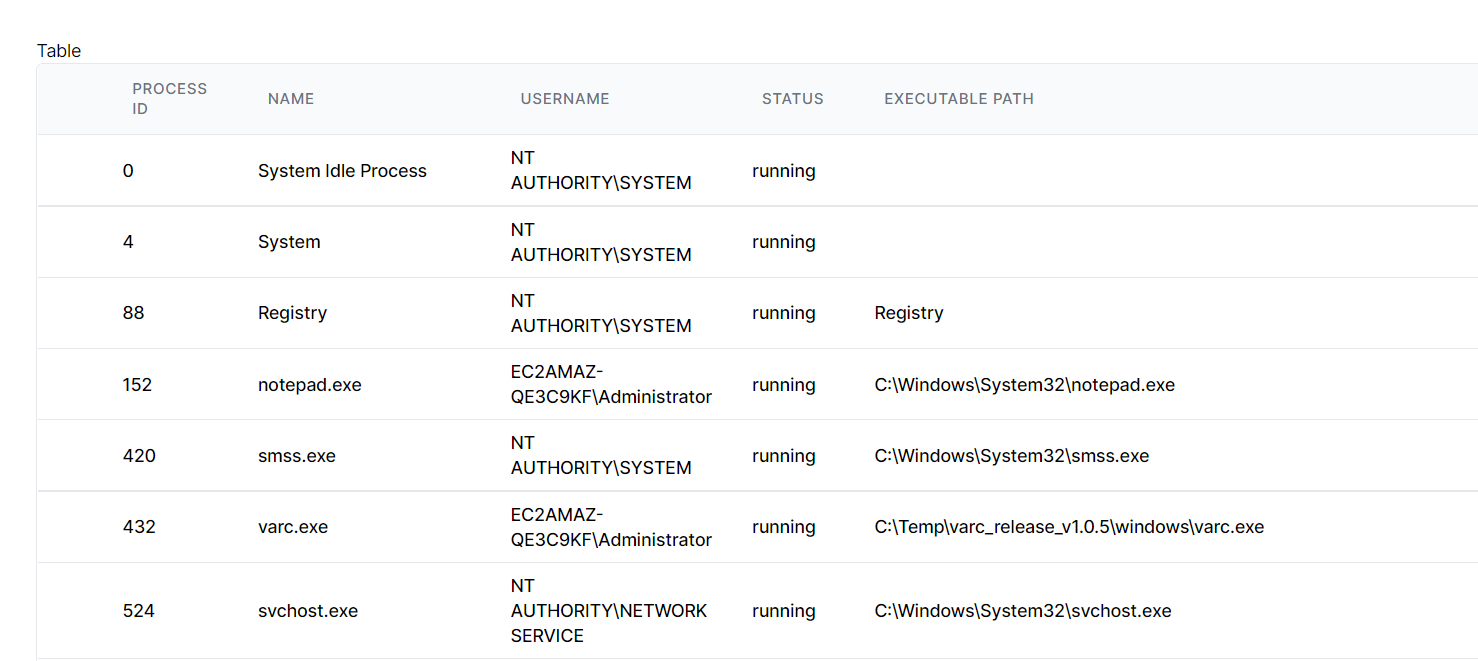 Table
PROCESS ID NAME USERNAME STATUS EXECUTABLE PATH
0 System Idle Process NT AUTHORITY\SYSTEM running
4 System NT AUTHORITY\SYSTEM running
88 Registry NT AUTHORITY\SYSTEM running Registry
152 notepad.exe EC2AMAZ-QE3C9KF\Administrator running C:\Windows\System32\notepad.exe
420 smss.exe NT AUTHORITY\SYSTEM running C:\Windows\System32\smss.exe
432 varc.exe EC2AMAZ-QE3C9KF\Administrator running C:\Temp\varc_release_v1.0.5\windows\varc.exe
524 svchost.exe NT AUTHORITY\NETWORK SERVICE running C:\Windows\System32\svchost.exe